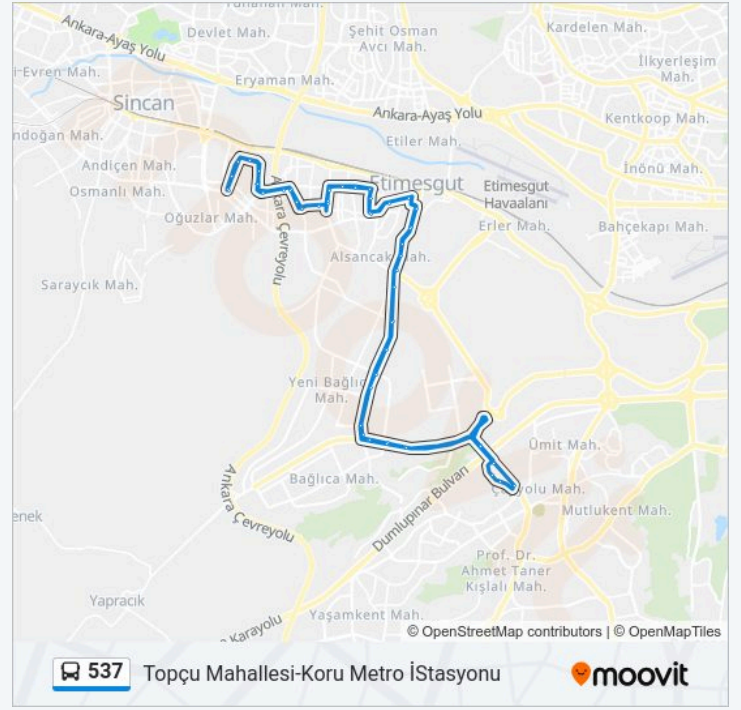 Ankara-Ayaş Yolu
Devlet Mah.
Şehit Osman
Avcı Mah.
Kardelen Mah.
İlkyerleşim
Mah.
i-Evren Mah.
Eryaman Mah.
Sincan
Ankara-Ayaş Yolu
Kentkoop Mah.
ndoğan Mah.
Etiler Mah.
Andiçen Mah.
Osmanlı Mah.
Etimesgut
Etimesgut
Havaalanı
İnönü Mah.
Oğuzlar Mah.
Ankara Çevreyolu
Erler Mah.
Bahçekapı Mah.
Alsancak Mah.
Saraycık Mah.
Yeni Bağlıca
Mah.
Ümit Mah.
Bağlıca Mah.
Ankara Çevreyolu
Dumlupınar Bulvarı
Çayyolu Mah.
Mutlukent Mah.
enek
Prof. Dr.
Ahmet Taner
Kışlalı Mah.
Yapracık
Yaşamkent Mah.
Karayolu
© OpenStreetMap contributors | © OpenMapTiles
537 Topçu Mahallesi-Koru Metro İStasyonu
moovit